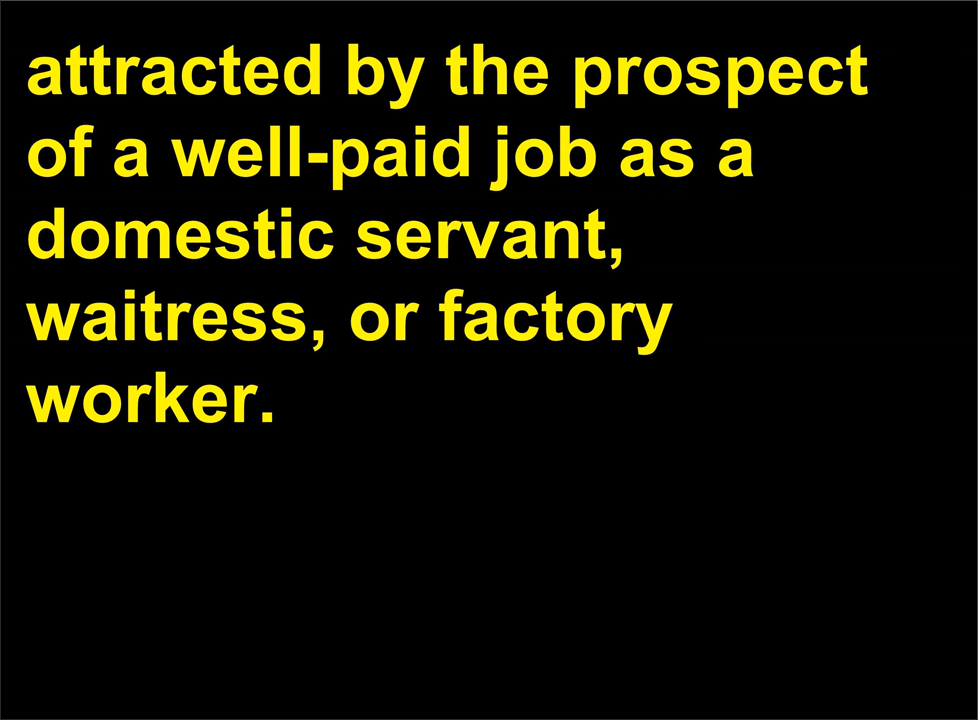 attracted by the prospect
of a well-paid job as a
domestic servant,
waitress, or factory
worker.